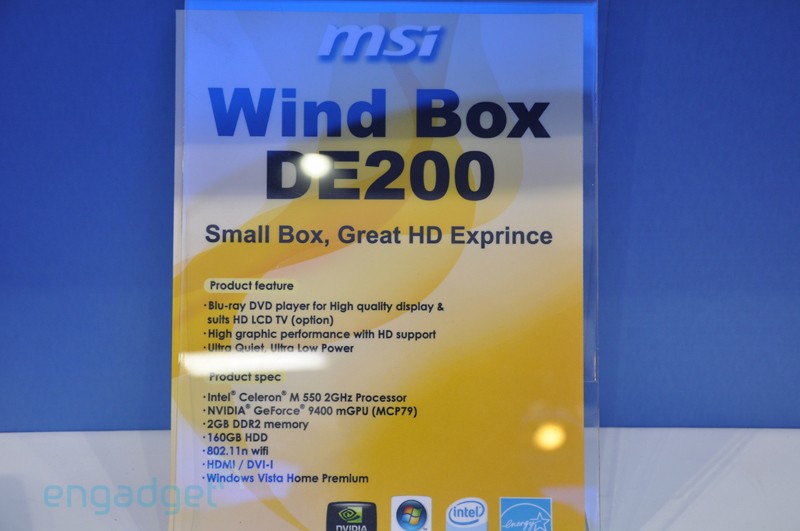 msi
Wind Box
DE200
Small Box, Great HD Exprince
Product feature
·Blu-ray DVD player for High quality display &
suits HD LCD TV (option)
·High graphic performance with HD support
·Ultra Quiet, Ultra Low Power
Product spec
·Intel® Celeron® M 550 2GHz Processor
·NVIDIA® GeForce® 9400 mGPU (MCP79)
·2GB DDR2 memory
·160GB HDD
·802.11n wifi
·HDMI / DVI-I
·Windows Vista Home Premium
engadget
NVIDIA
intel
energy